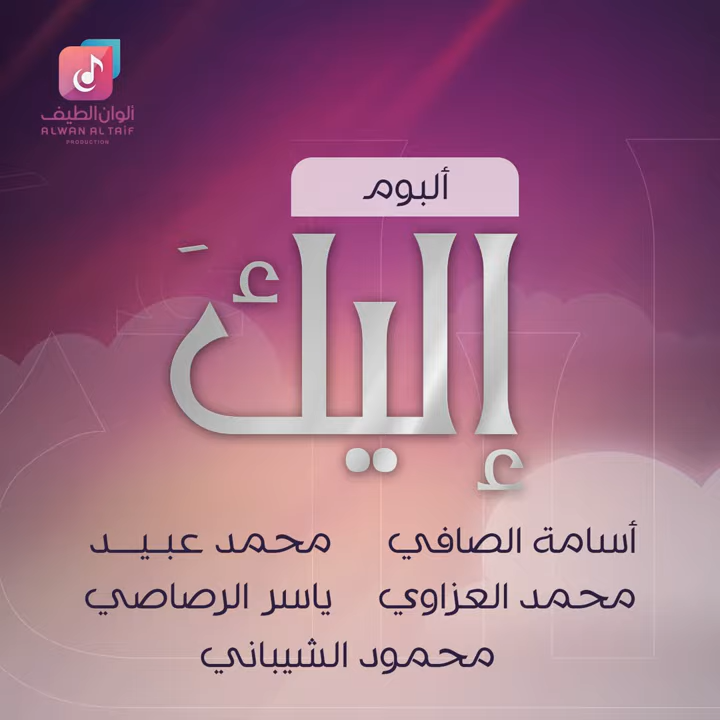 ألوان الطيف
ALWAN AL TAIF
PRODUCTION
ألبوم
إليكَ
أسامة الصافي محمد عبيد
محمد العزاوي ياسر الرصاصي
محمود الشيباني